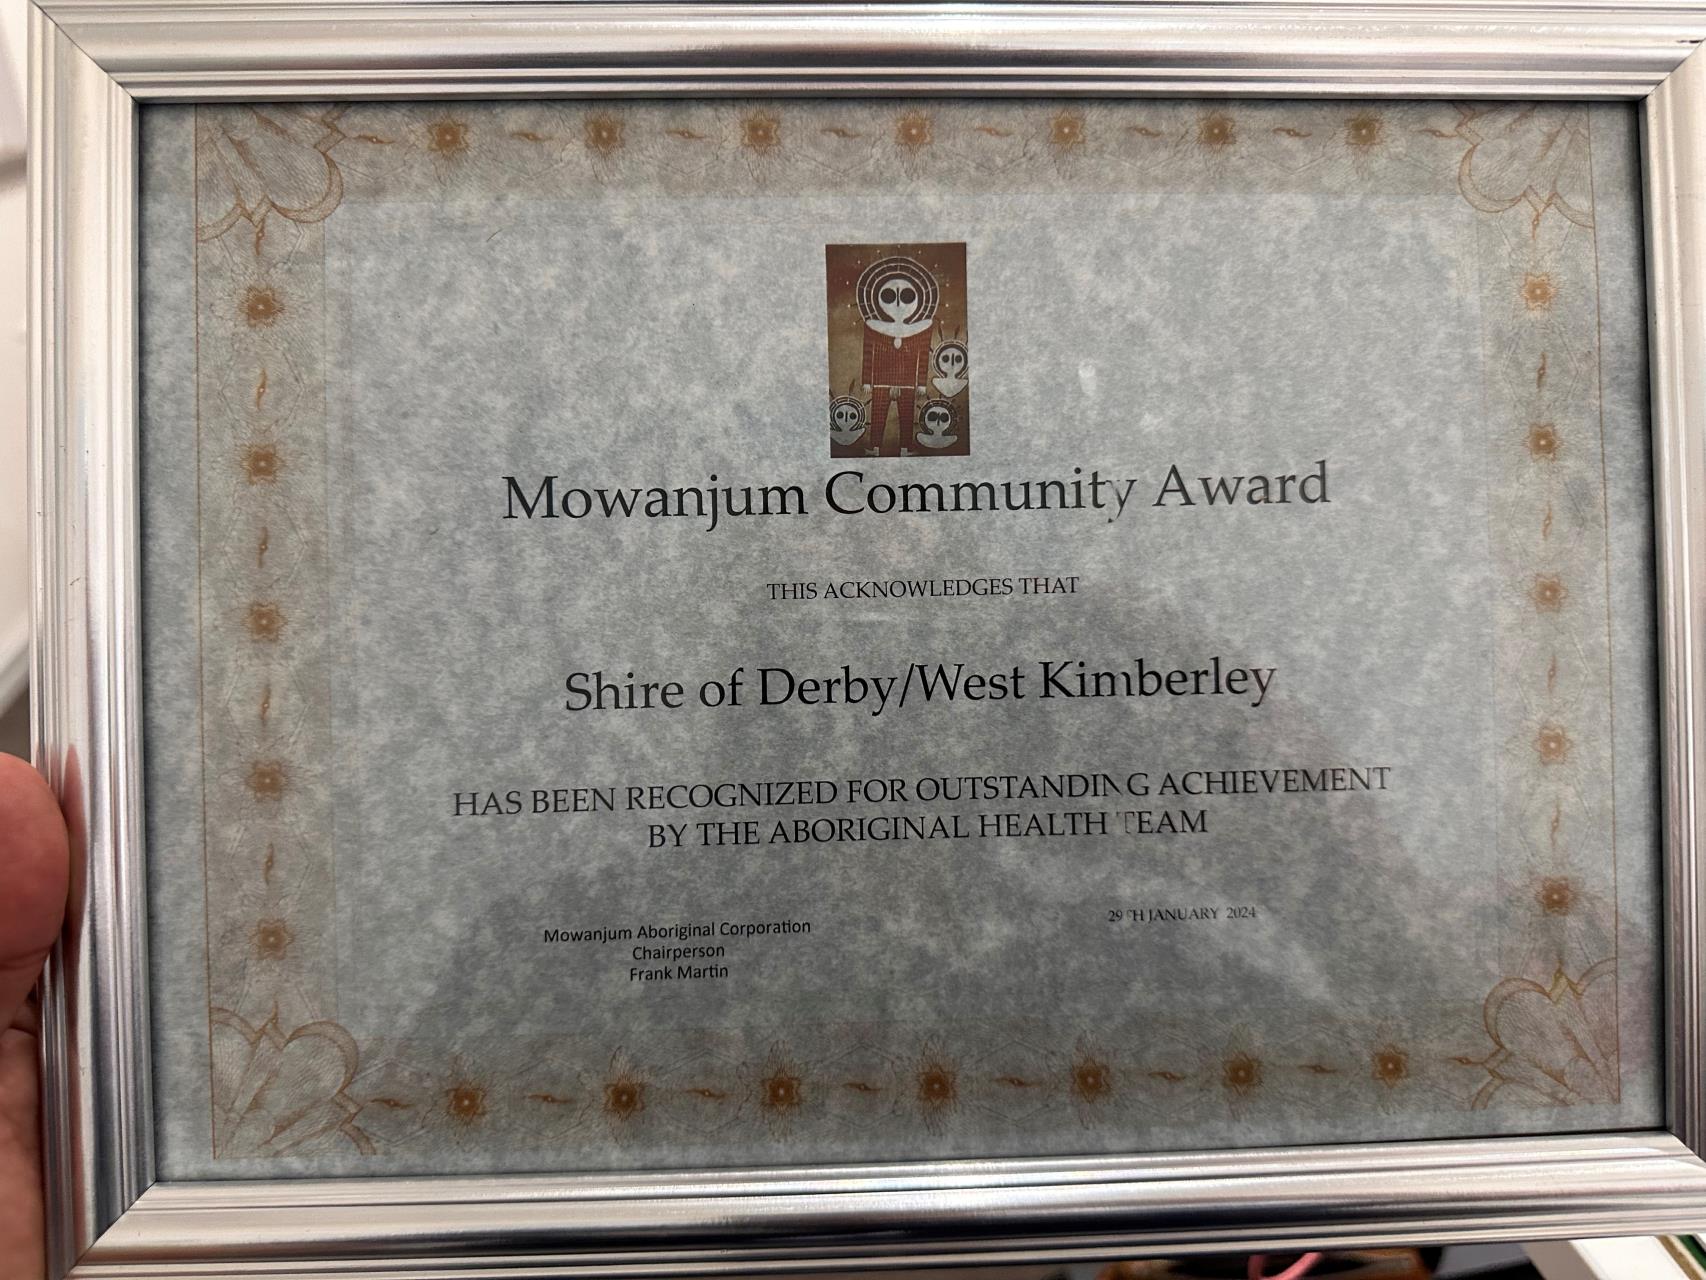 Mowanjum Community Award
THIS ACKNOWLEDGES THAT
Shire of Derby/West Kimberley
HAS BEEN RECOGNIZED FOR OUTSTANDING ACHIEVEMENT
BY THE ABORIGINAL HEALTH TEAM
Mowanjum Aboriginal Corporation
Chairperson
Frank Martin
29TH JANUARY 2024